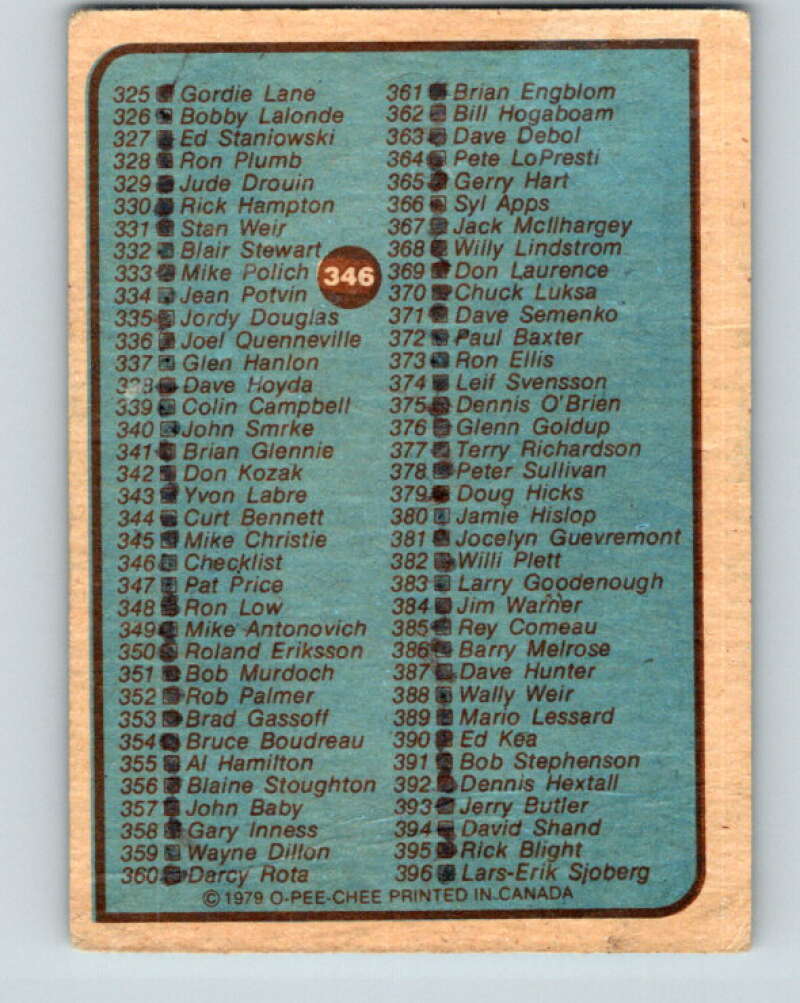 325 Gordie Lane
326 Bobby Lalonde
327 Ed Staniowski
328 Ron Plumb
329 Jude Drouin
330 Rick Hampton
331 Stan Weir
332 Blair Stewart
333 Mike Polich
334 Jean Potvin
335 Jordy Douglas
336 Joel Quenneville
337 Glen Hanlon
338 Dave Hoyda
339 Colin Campbell
340 John Smrke
341 Brian Glennie
342 Don Kozak
343 Yvon Labre
344 Curt Bennett
345 Mike Christie
346 Checklist
347 Pat Price
348 Ron Low
349 Mike Antonovich
350 Roland Eriksson
351 Bob Murdoch
352 Rob Palmer
353 Brad Gassoff
354 Bruce Boudreau
355 Al Hamilton
356 Blaine Stoughton
357 John Baby
358 Gary Inness
359 Wayne Dillon
360 Darcy Rota
346
361 Brian Engblom
362 Bill Hogaboam
363 Dave Debol
364 Pete LoPresti
365 Gerry Hart
366 Syl Apps
367 Jack McIlhargey
368 Willy Lindstrom
369 Don Laurence
370 Chuck Luksa
371 Dave Semenko
372 Paul Baxter
373 Ron Ellis
374 Leif Svensson
375 Dennis O'Brien
376 Glenn Goldup
377 Terry Richardson
378 Peter Sullivan
379 Doug Hicks
380 Jamie Hislop
381 Jocelyn Guevremont
382 Willi Plett
383 Larry Goodenough
384 Jim Warner
385 Rey Comeau
386 Barry Melrose
387 Dave Hunter
388 Wally Weir
389 Mario Lessard
390 Ed Kea
391 Bob Stephenson
392 Dennis Hextall
393 Jerry Butler
394 David Shand
395 Rick Blight
396 Lars-Erik Sjoberg
© 1979 O-PEE-CHEE PRINTED IN CANADA